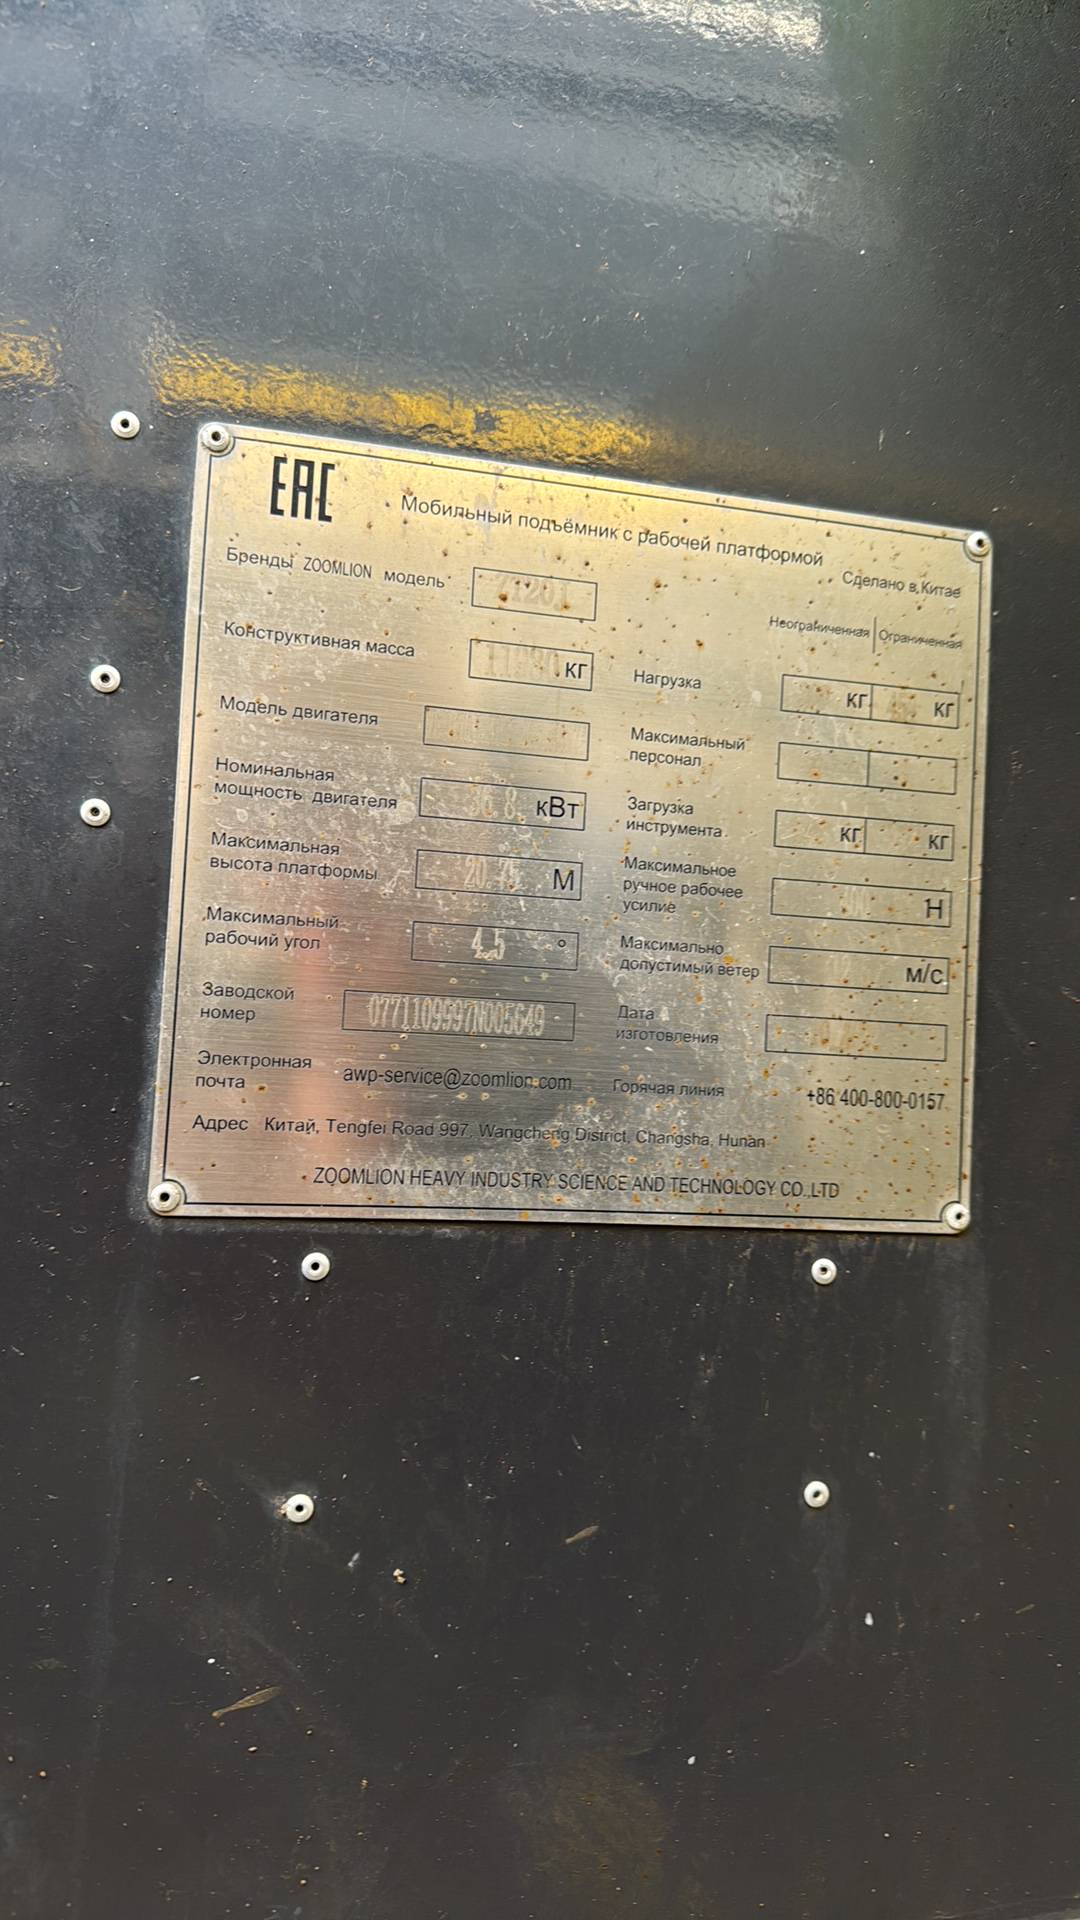 EAC
Мобильный подъёмник с рабочей платформой
Сделано в Китае
Бренды ZOOMLION модель
Неограниченная Ограниченная
Конструктивная масса кг
Нагрузка кг кг
Модель двигателя
Максимальный
персонал
Номинальная
мощность двигателя кВт
Загрузка
инструмента кг кг
Максимальная
высота платформы М
Максимальное
ручное рабочее
усилие Н
Максимальный
рабочий угол 4.5 °
Максимально
допустимый ветер м/с
Заводской
номер 0771109997N005649
Дата
изготовления
Электронная
почта awp-service@zoomlion.com
Горячая линия +86 400-800-0157
Адрес Китай, Tengfei Road 997, Wangcheng District, Changsha, Hunan
ZOOMLION HEAVY INDUSTRY SCIENCE AND TECHNOLOGY CO.,LTD